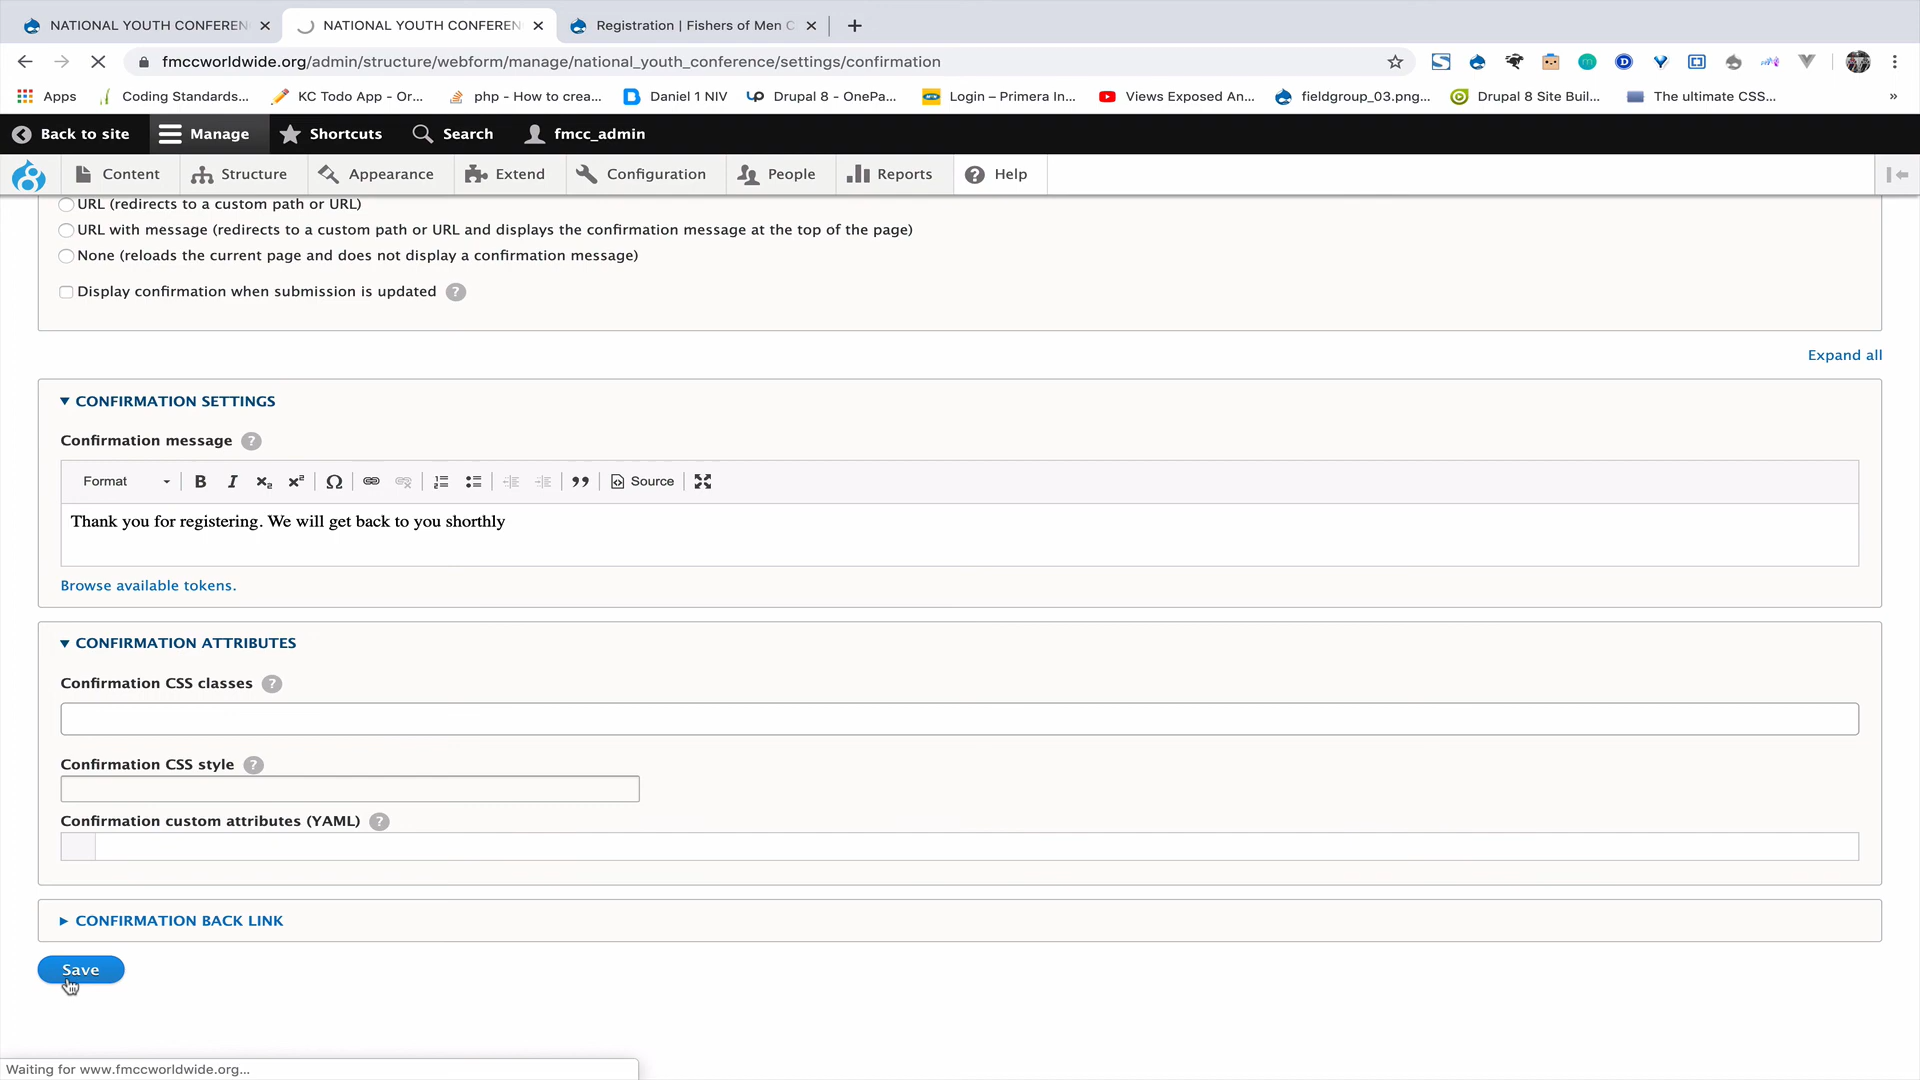 NATIONAL YOUTH CONFEREN
NATIONAL YOUTH CONFEREN
Registration | Fishers of Men C
fmccworldwide.org/admin/structure/webform/manage/national_youth_conference/settings/confirmation
Apps
Coding Standards...
KC Todo App - Or...
php - How to crea...
Daniel 1 NIV
Drupal 8 - OnePa...
Login – Primera In...
Views Exposed An...
fieldgroup_03.png...
Drupal 8 Site Buil...
The ultimate CSS...
Back to site
Manage
Shortcuts
Search
fmcc_admin
Content
Structure
Appearance
Extend
Configuration
People
Reports
Help
URL (redirects to a custom path or URL)
URL with message (redirects to a custom path or URL and displays the confirmation message at the top of the page)
None (reloads the current page and does not display a confirmation message)
Display confirmation when submission is updated ?
Expand all
CONFIRMATION SETTINGS
Confirmation message ?
Format B I x₂ x² Ω Source
Thank you for registering. We will get back to you shorthly
Browse available tokens.
CONFIRMATION ATTRIBUTES
Confirmation CSS classes ?
Confirmation CSS style ?
Confirmation custom attributes (YAML) ?
CONFIRMATION BACK LINK
Save
Waiting for www.fmccworldwide.org...